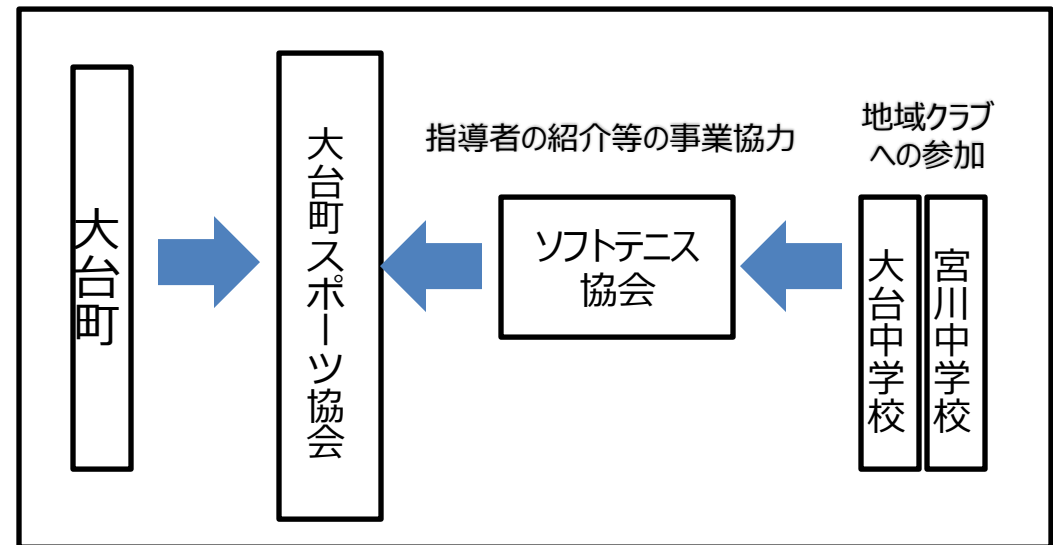 大台町
大台町スポーツ協会
指導者の紹介等の事業協力
ソフトテニス
協会
地域クラブ
への参加
大台中学校
宮川中学校